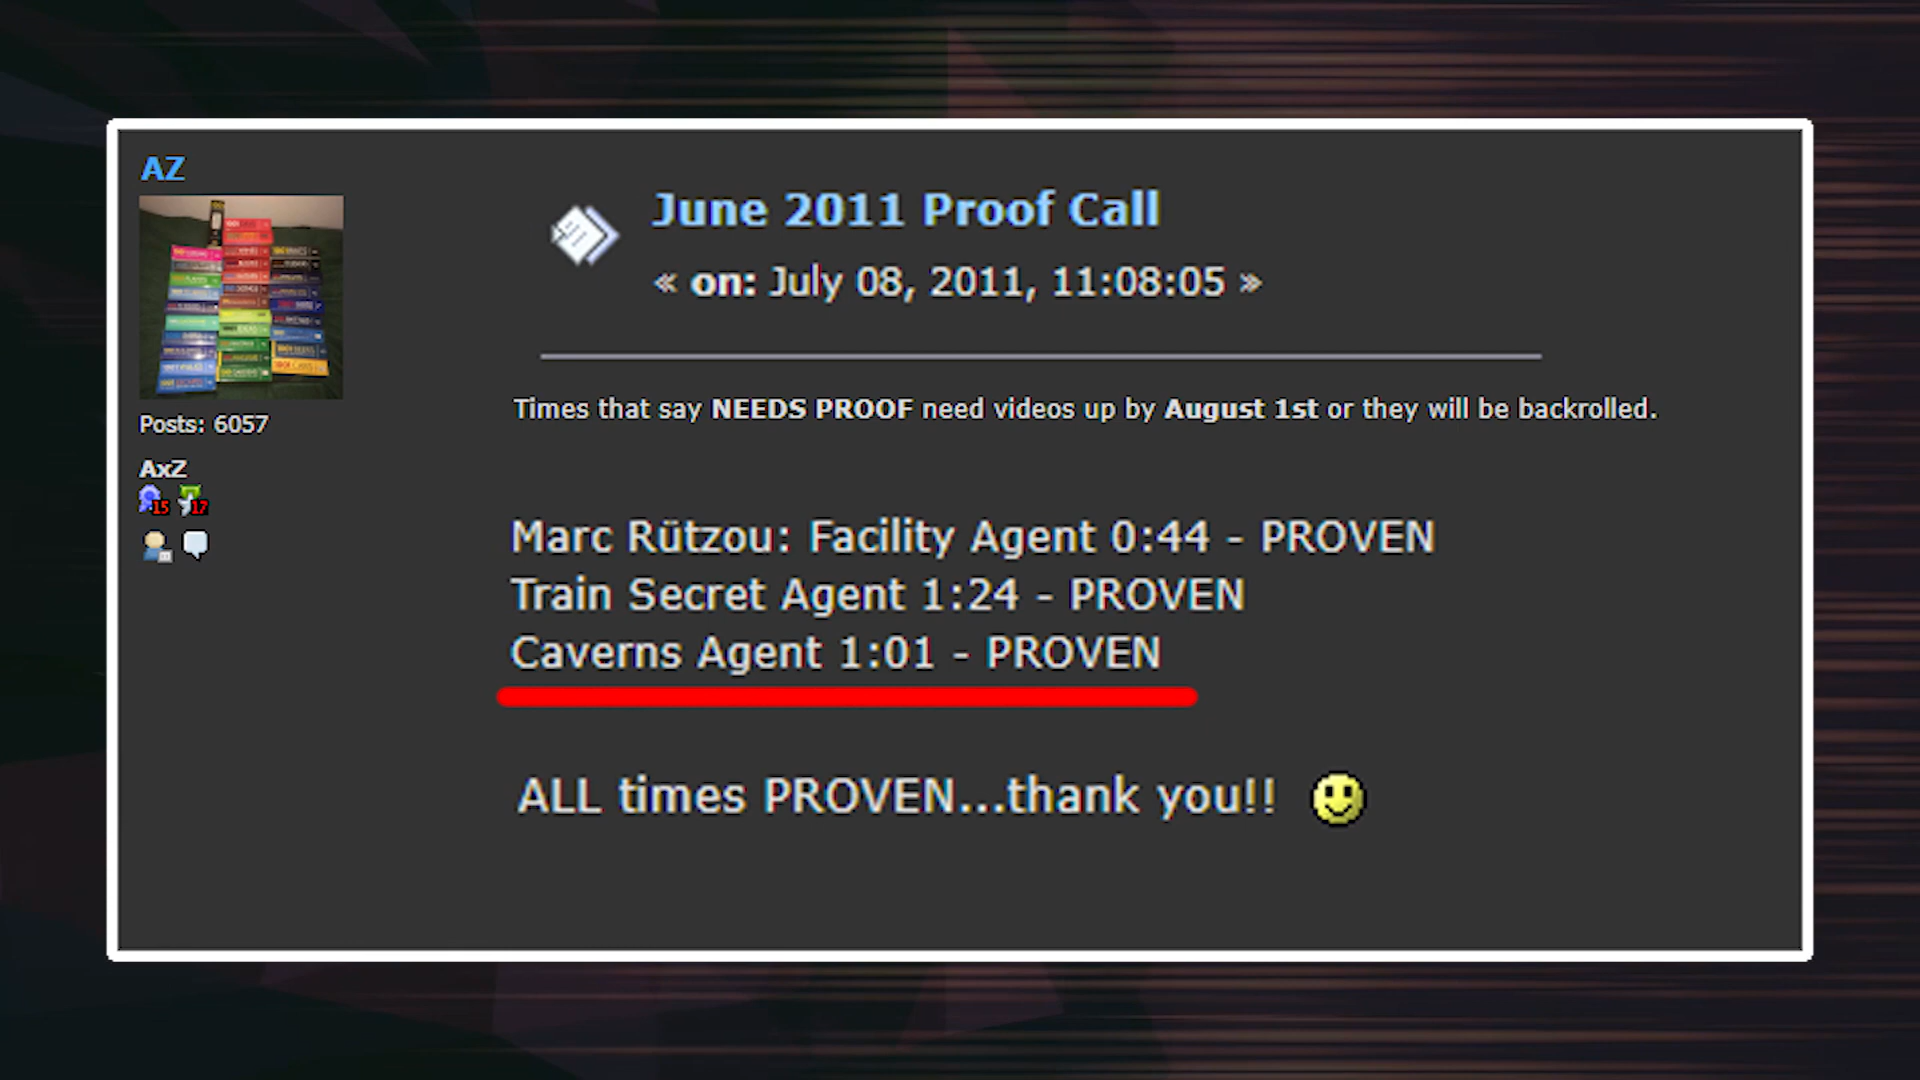 AZ
Posts: 6057
AxZ
15 17
June 2011 Proof Call
« on: July 08, 2011, 11:08:05 »
Times that say NEEDS PROOF need videos up by August 1st or they will be backrolled.
Marc Rützou: Facility Agent 0:44 - PROVEN
Train Secret Agent 1:24 - PROVEN
Caverns Agent 1:01 - PROVEN
ALL times PROVEN...thank you!!